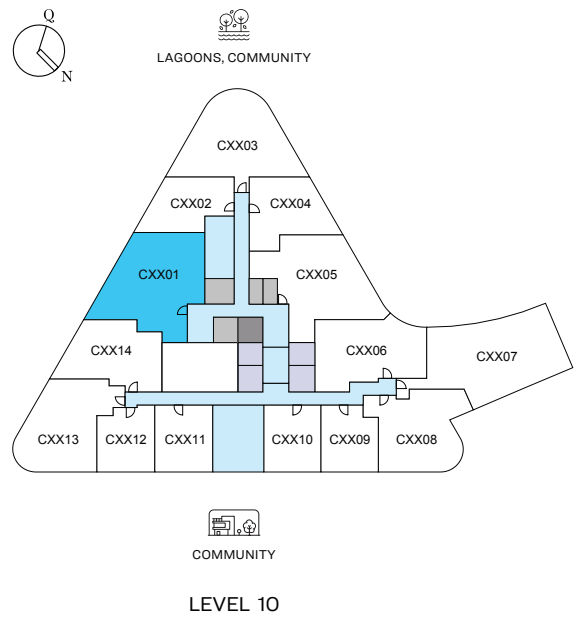 Q
N
LAGOONS, COMMUNITY
CXX03
CXX02
CXX04
CXX01
CXX05
CXX14
CXX06
CXX07
CXX13
CXX12
CXX11
CXX10
CXX09
CXX08
COMMUNITY
LEVEL 10